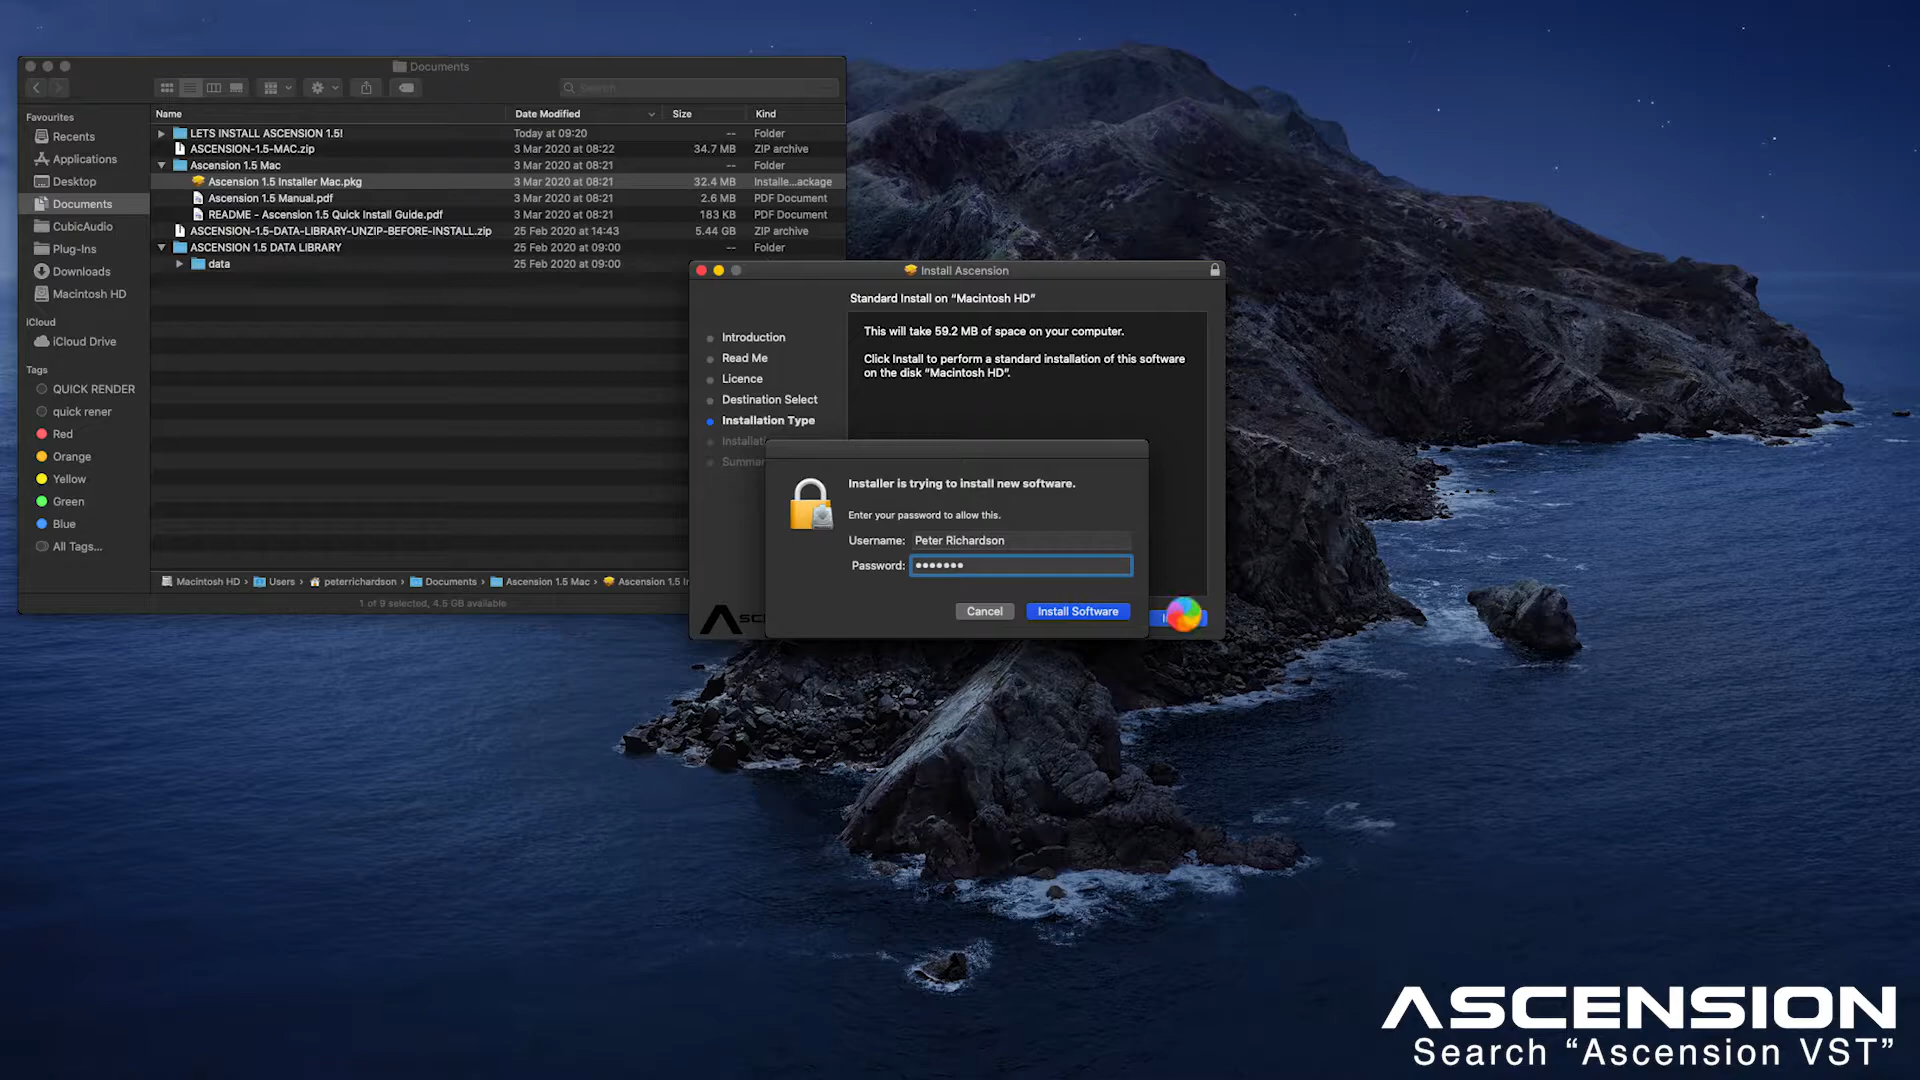 Documents
Search
Favourites
Recents
Applications
Desktop
Documents
CubicAudio
Plug-Ins
Downloads
Macintosh HD
iCloud
iCloud Drive
Tags
QUICK RENDER
quick rener
Red
Orange
Yellow
Green
Blue
All Tags...
Name Date Modified Size Kind
LETS INSTALL ASCENSION 1.5! Today at 09:20 -- Folder
ASCENSION-1.5-MAC.zip 3 Mar 2020 at 08:22 34.7 MB ZIP archive
Ascension 1.5 Mac 3 Mar 2020 at 08:21 -- Folder
Ascension 1.5 Installer Mac.pkg 3 Mar 2020 at 08:21 32.4 MB Installe...ackage
Ascension 1.5 Manual.pdf 3 Mar 2020 at 08:21 2.6 MB PDF Document
README - Ascension 1.5 Quick Install Guide.pdf 3 Mar 2020 at 08:21 183 KB PDF Document
ASCENSION-1.5-DATA-LIBRARY-UNZIP-BEFORE-INSTALL.zip 25 Feb 2020 at 14:43 5.44 GB ZIP archive
ASCENSION 1.5 DATA LIBRARY 25 Feb 2020 at 09:00 -- Folder
data 25 Feb 2020 at 09:00
Macintosh HD › Users › peterrichardson › Documents › Ascension 1.5 Mac › Ascension 1.5 In
1 of 9 selected, 4.5 GB available
Install Ascension
Standard Install on “Macintosh HD”
Introduction
Read Me
Licence
Destination Select
Installation Type
Installati
Summar
This will take 59.2 MB of space on your computer.
Click Install to perform a standard installation of this software
on the disk “Macintosh HD”.
Installer is trying to install new software.
Enter your password to allow this.
Username: Peter Richardson
Password: •••••••
Cancel Install Software
ASCENSION
Search “Ascension VST”